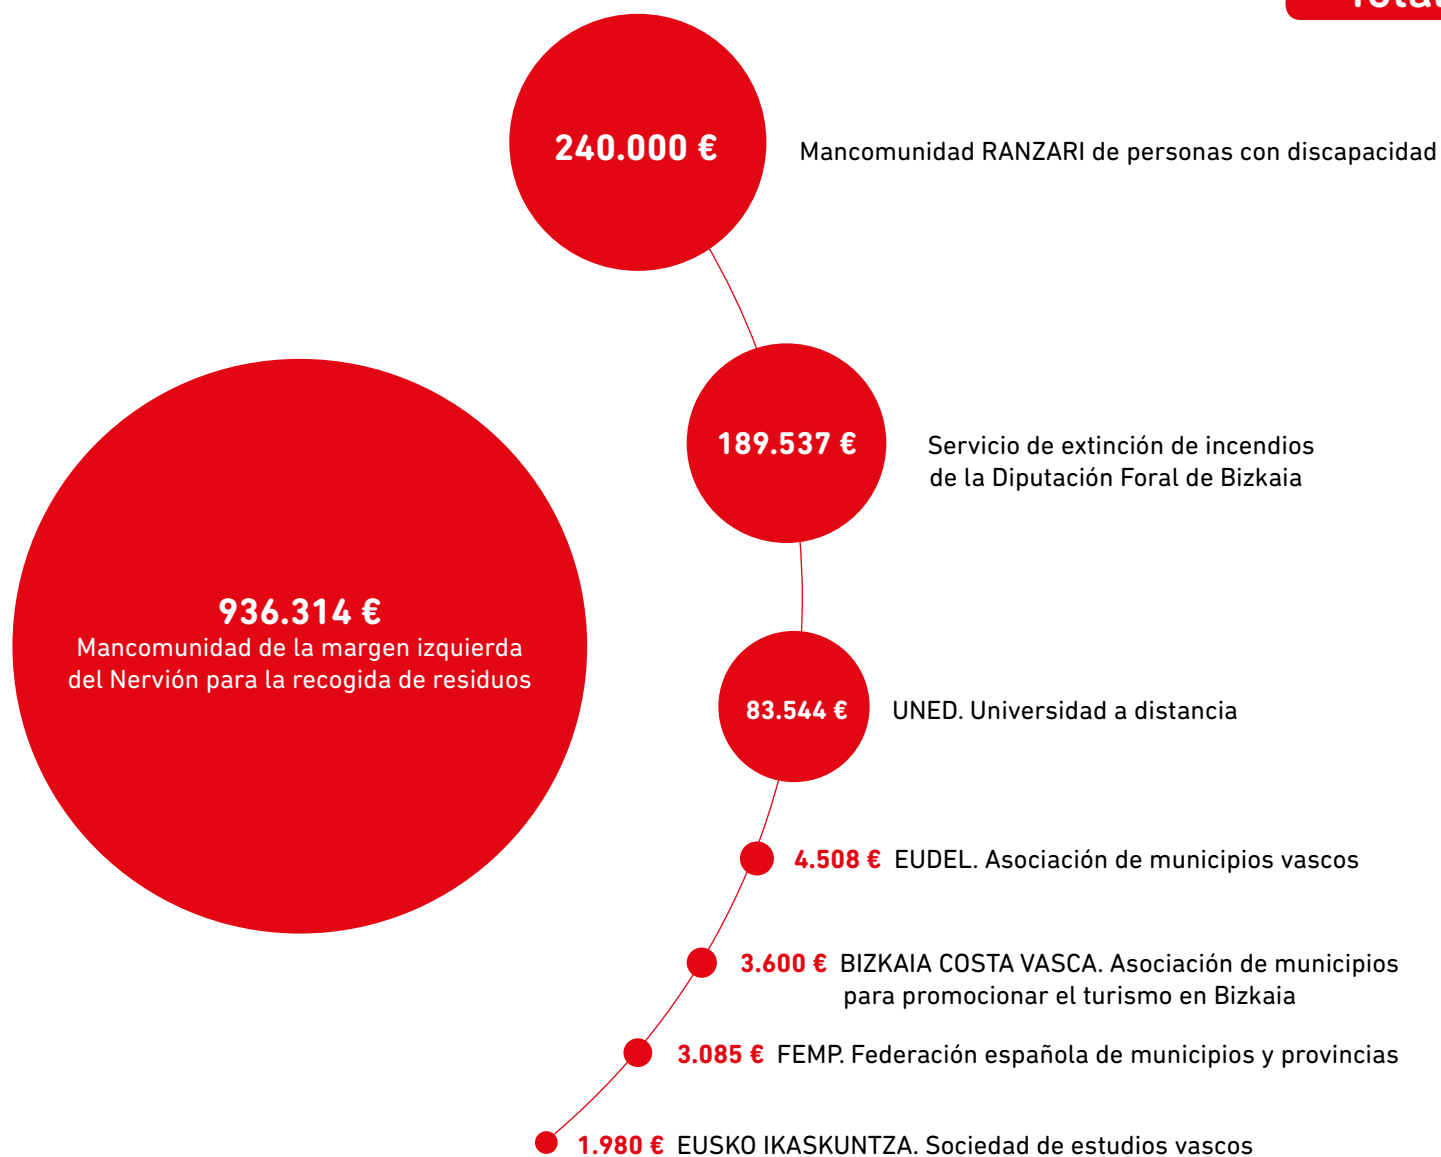 240.000 €
Mancomunidad RANZARI de personas con discapacidad
189.537 €
Servicio de extinción de incendios
de la Diputación Foral de Bizkaia
936.314 €
Mancomunidad de la margen izquierda
del Nervión para la recogida de residuos
83.544 €
UNED. Universidad a distancia
4.508 € EUDEL. Asociación de municipios vascos
3.600 € BIZKAIA COSTA VASCA. Asociación de municipios
para promocionar el turismo en Bizkaia
3.085 € FEMP. Federación española de municipios y provincias
1.980 € EUSKO IKASKUNTZA. Sociedad de estudios vascos